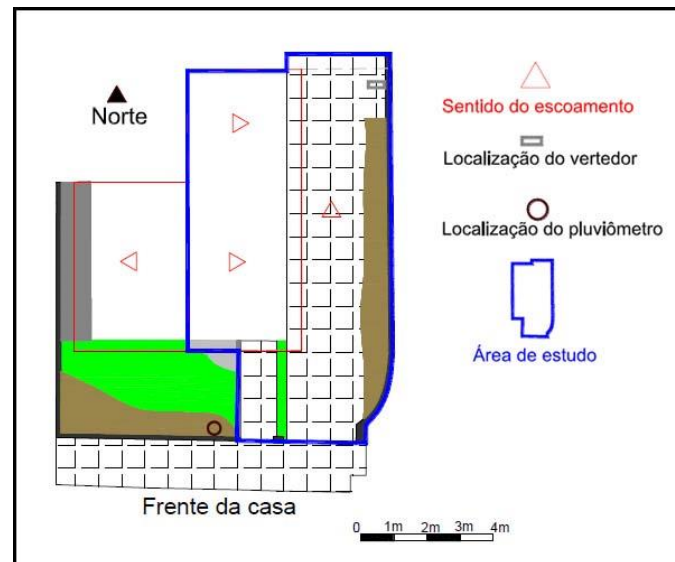 Norte
Sentido do escoamento
Localização do vertedor
Localização do pluviômetro
Área de estudo
Frente da casa
0 1m 2m 3m 4m